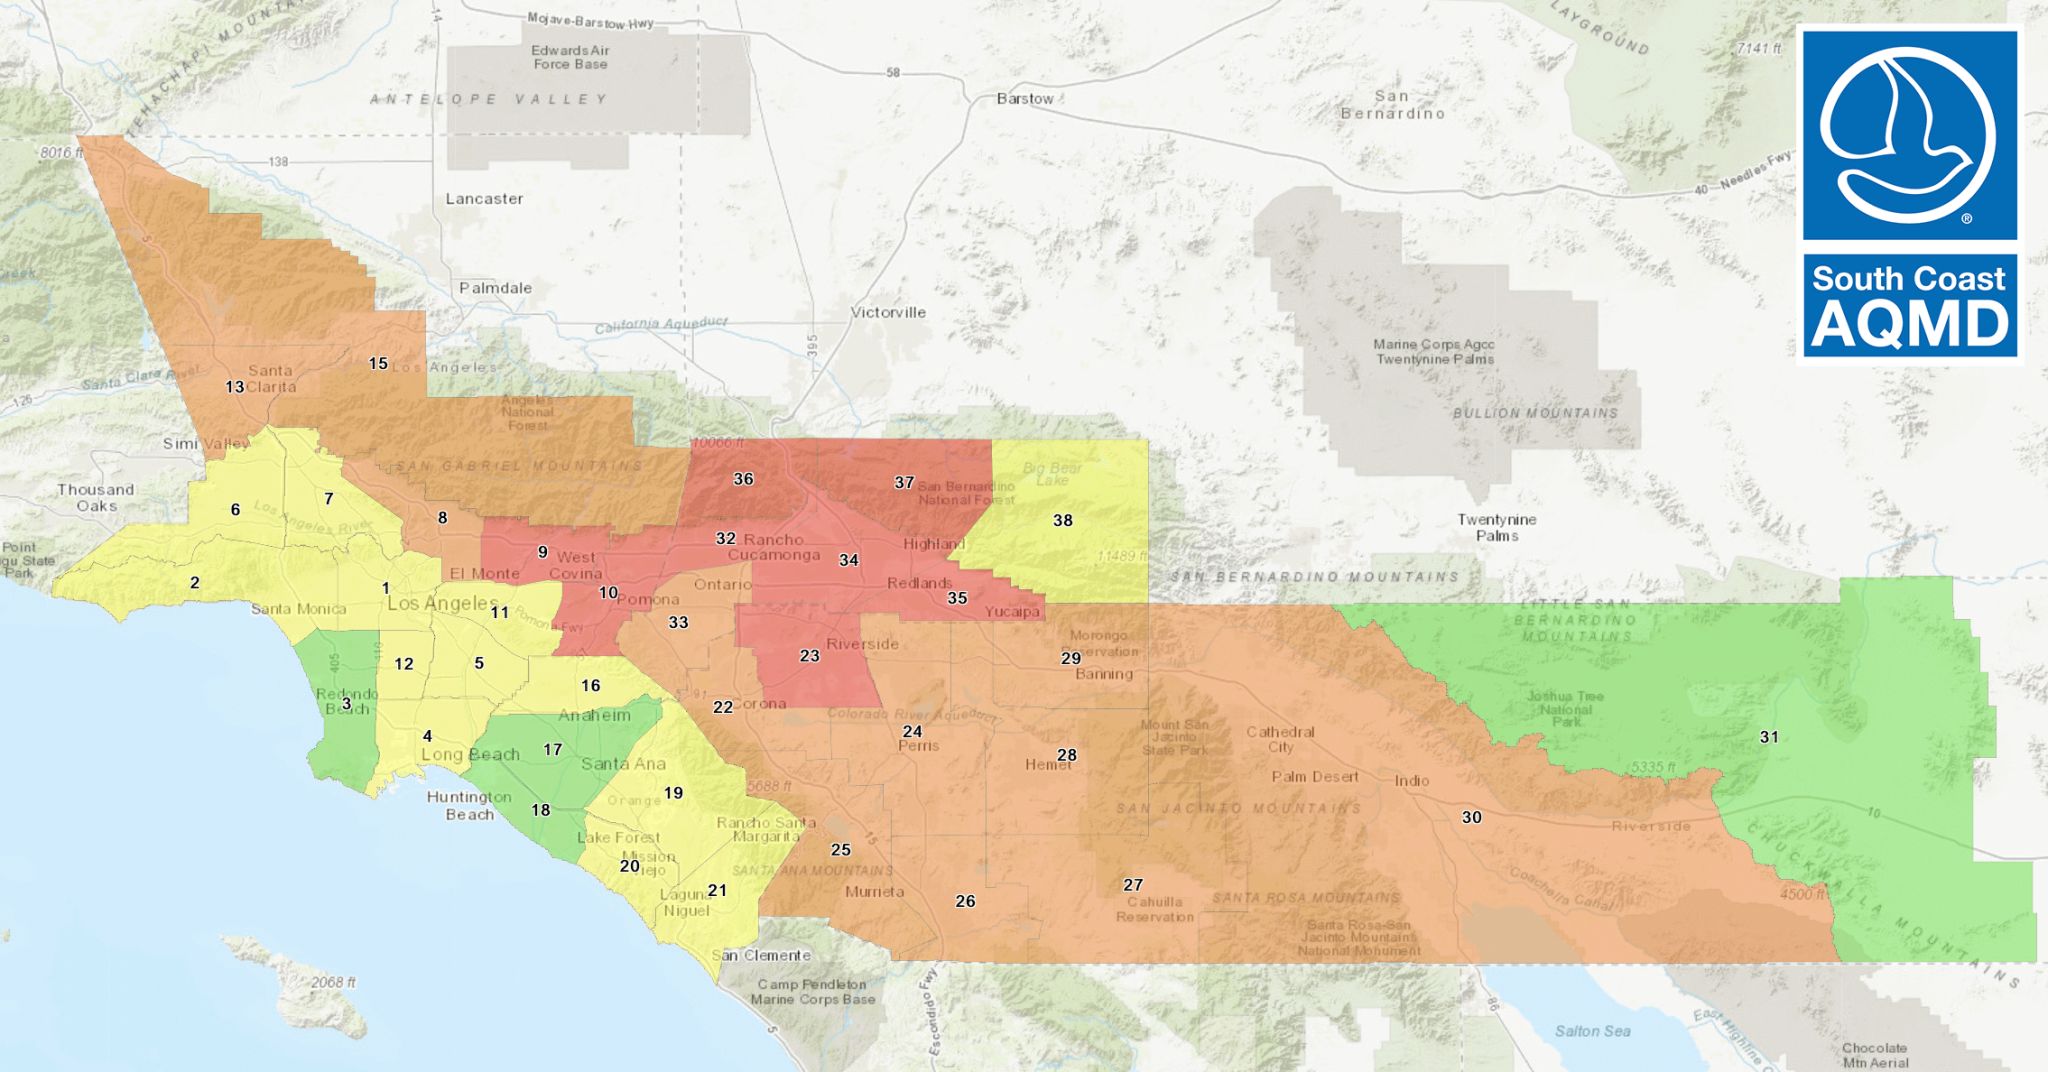 Mojave-Barstow Hwy
14
7141 ft
LAYGROUND
TEHACHAPI MOUNTA
Edwards Air
Force Base
58
ANTELOPE VALLEY
Barstow
San
Bernardino
8016 ft
138
40
Needles Fwy
®
South Coast
AQMD
Lancaster
5
Palmdale
California Aqueduct
Victorville
395
Marine Corps Agcc
Twentynine Palms
BULLION MOUNTAINS
15
Los Angeles
Santa
Clarita
13
Santa Clara River
126
Creek
Angeles
National
Forest
Simi Valley
10066 ft
SAN GABRIEL MOUNTAINS
36
37
San Bernardino
National Forest
Big Bear
Lake
Thousand
Oaks
6
7
Los Angeles River
8
38
Twentynine
Palms
Point
gu State
Park
9
West
Covina
32
Rancho
Cucamonga
34
Highland
11489 ft
El Monte
2
1
10
Pomona
Ontario
Redlands
35
Yucaipa
SAN BERNARDINO MOUNTAINS
Santa Monica
Los Angeles
11
Pomona Fwy
33
LITTLE SAN
BERNARDINO
MOUNTAINS
405
110
12
5
57
23
Riverside
Morongo
Reservation
29
Banning
3
Redondo
Beach
16
91
22
Corona
Joshua Tree
National
Park
Anaheim
Colorado River Aqueduct
24
Perris
Mount San
Jacinto
State Park
Cathedral
City
31
4
Long Beach
17
Santa Ana
28
Hemet
5335 ft
Palm Desert
Indio
Huntington
Beach
18
19
Orange
5688 ft
SAN JACINTO MOUNTAINS
30
Riverside
10
Rancho Santa
Margarita
15
CHUCKWALLA MOUNTAINS
Lake Forest
Mission
Viejo
20
25
SANTA ANA MOUNTAINS
Murrieta
21
Laguna
Niguel
26
27
Cahuilla
Reservation
SANTA ROSA MOUNTAINS
Coachella Canal
4500 ft
Santa Rosa-San
Jacinto Mountains
National Monument
San Clemente
2068 ft
Camp Pendleton
Marine Corps Base
5
Escondido Fwy
86
Salton Sea
East Highline C
Chocolate
Mtn Aerial